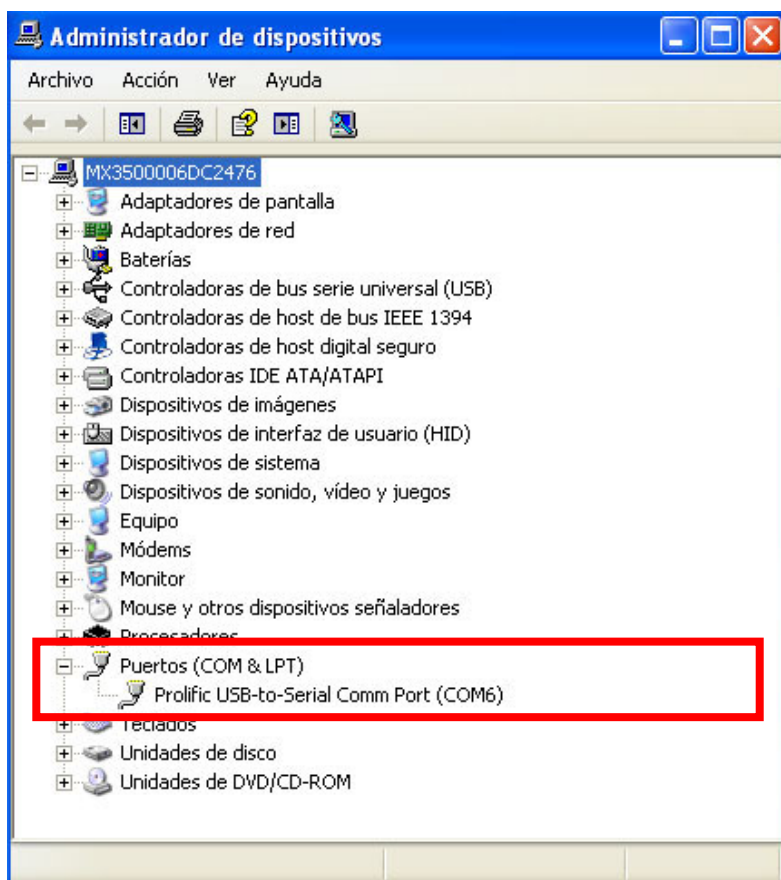 Administrador de dispositivos
Archivo Acción Ver Ayuda
MX3500006DC2476
Adaptadores de pantalla
Adaptadores de red
Baterías
Controladoras de bus serie universal (USB)
Controladoras de host de bus IEEE 1394
Controladoras de host digital seguro
Controladoras IDE ATA/ATAPI
Dispositivos de imágenes
Dispositivos de interfaz de usuario (HID)
Dispositivos de sistema
Dispositivos de sonido, vídeo y juegos
Equipo
Módems
Monitor
Mouse y otros dispositivos señaladores
Procesadores
Puertos (COM & LPT)
Prolific USB-to-Serial Comm Port (COM6)
Teclados
Unidades de disco
Unidades de DVD/CD-ROM